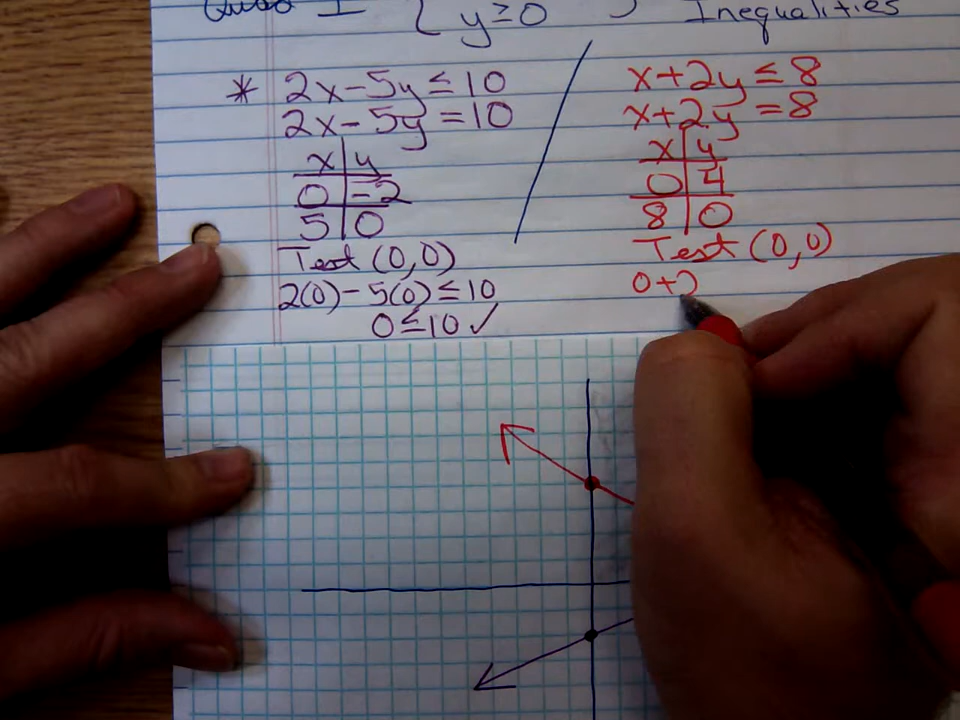 Quad I { y ≥ 0 } Inequalities
* 2x - 5y ≤ 10
2x - 5y = 10
x | y
0 | -2
5 | 0
Test (0,0)
2(0) - 5(0) ≤ 10
0 ≤ 10 ✓
x + 2y ≤ 8
x + 2y = 8
x | y
0 | 4
8 | 0
Test (0,0)
0 +